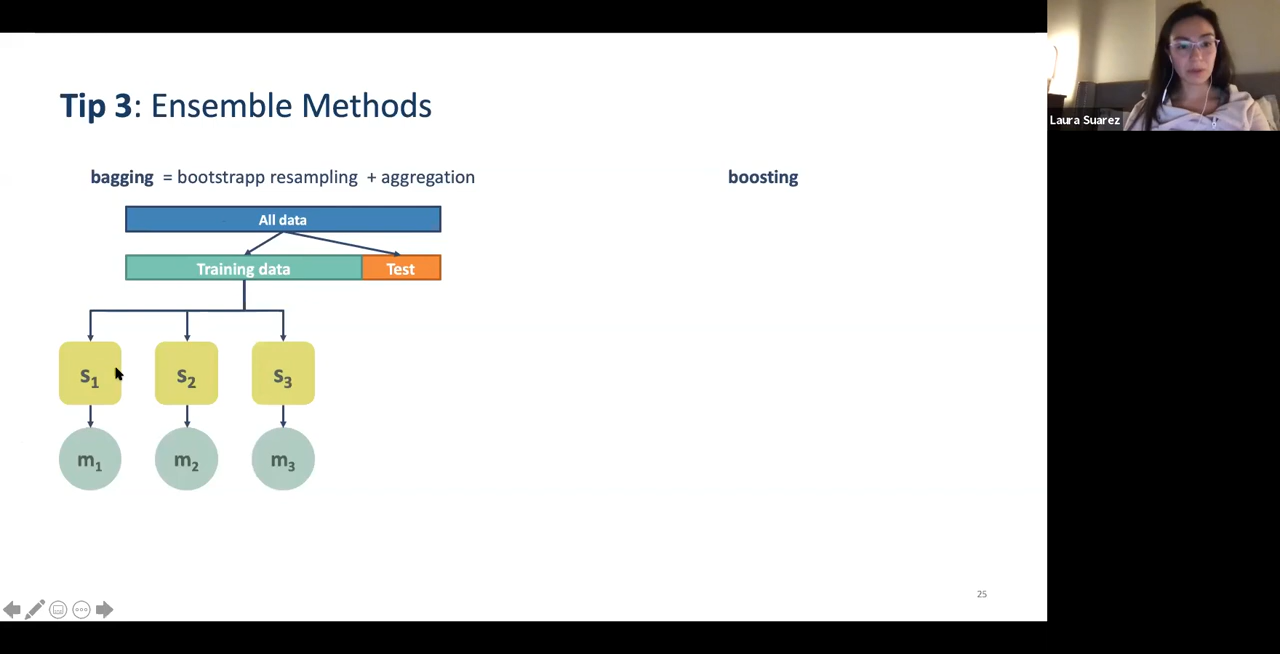 Tip 3: Ensemble Methods
bagging = bootstrapp resampling + aggregation
boosting
All data
Training data
Test
s1
s2
s3
m1
m2
m3
25
Laura Suarez